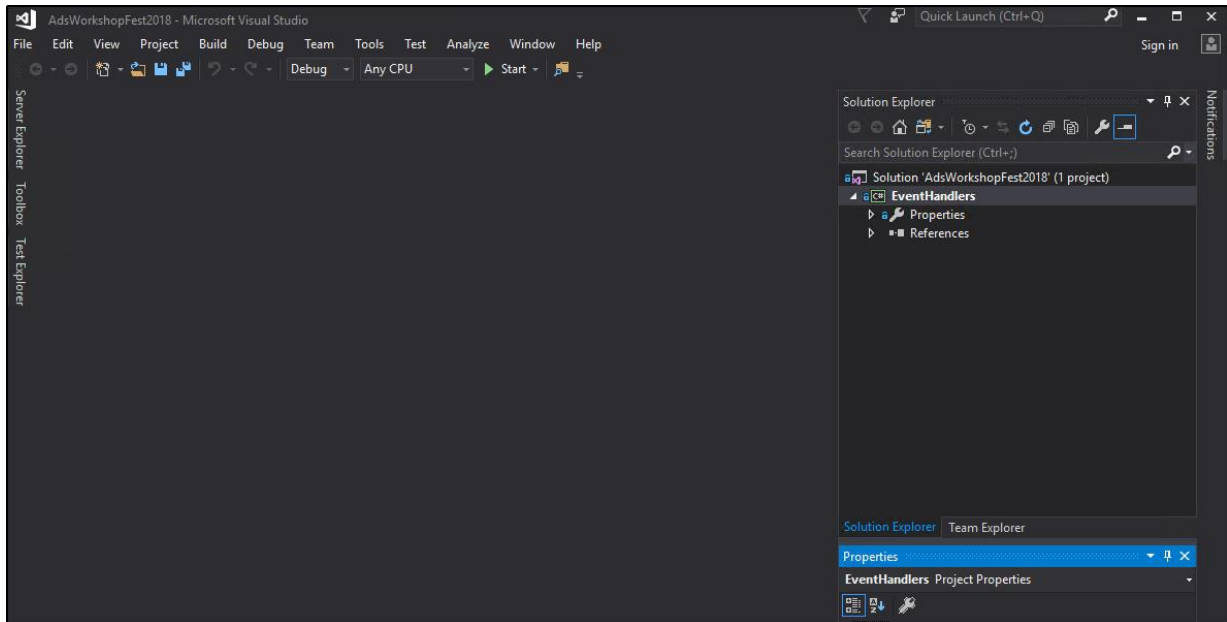 AdsWorkshopFest2018 - Microsoft Visual Studio
Quick Launch (Ctrl+Q)
File Edit View Project Build Debug Team Tools Test Analyze Window Help
Sign in
Debug Any CPU Start
Server Explorer
Toolbox
Test Explorer
Solution Explorer
Search Solution Explorer (Ctrl+;)
Solution 'AdsWorkshopFest2018' (1 project)
C# EventHandlers
Properties
References
Solution Explorer Team Explorer
Properties
EventHandlers Project Properties
Notifications